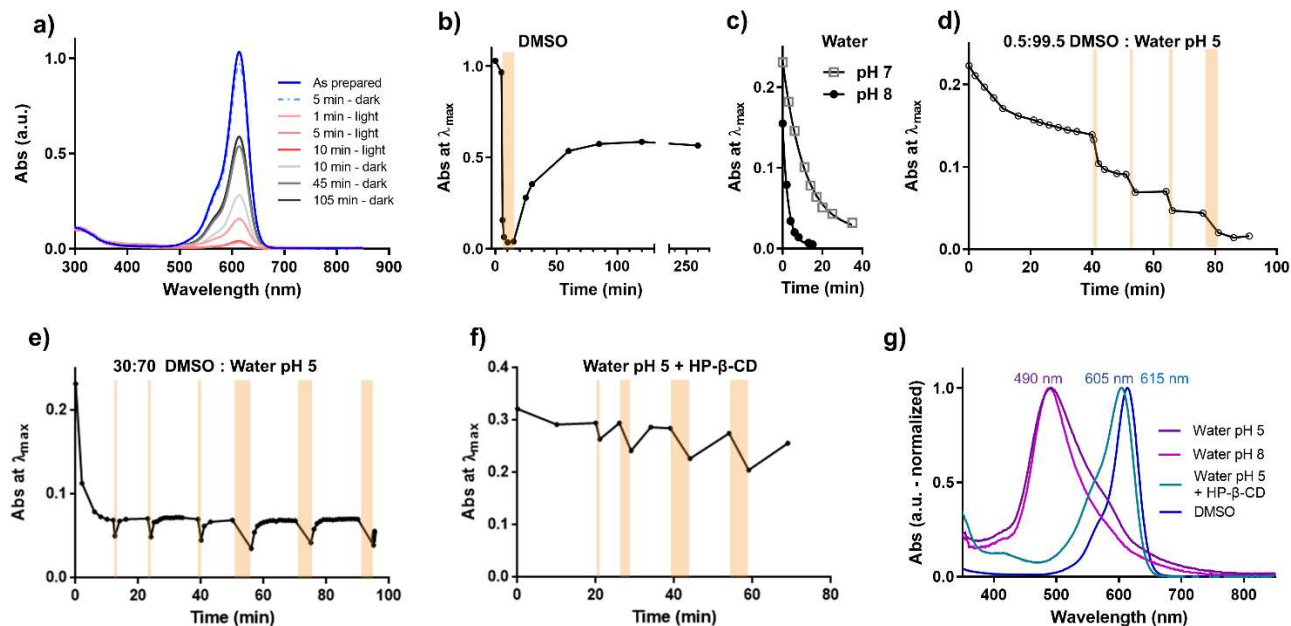 a)
Abs (a.u.)
1.0
0.5
0.0
300 500 600 700 800 900
Wavelength (nm)
As prepared
5 min - dark
1 min - light
5 min - light
10 min - light
10 min - dark
45 min - dark
105 min - dark
b)
DMSO
Abs at λmax
1.0
0.5
0.0
0 40 80 120 250
Time (min)
c)
Water
pH 7
pH 8
0.2
0.1
0.0
0 20 40
Time (min)
d)
0.5:99.5 DMSO : Water pH 5
Abs at λmax
0.2
0.1
0.0
0 20 40 60 80 100
Time (min)
e)
30:70 DMSO : Water pH 5
Abs at λmax
0.2
0.1
0.0
0 20 40 60 80 100
Time (min)
f)
Water pH 5 + HP-β-CD
Abs at λmax
0.4
0.3
0.2
0.1
0.0
0 20 40 60 80
Time (min)
g)
490 nm 605 nm 615 nm
Abs (a.u. - normalized)
1.0
0.5
0.0
400 500 600 700 800
Wavelength (nm)
Water pH 5
Water pH 8
Water pH 5
+ HP-β-CD
DMSO